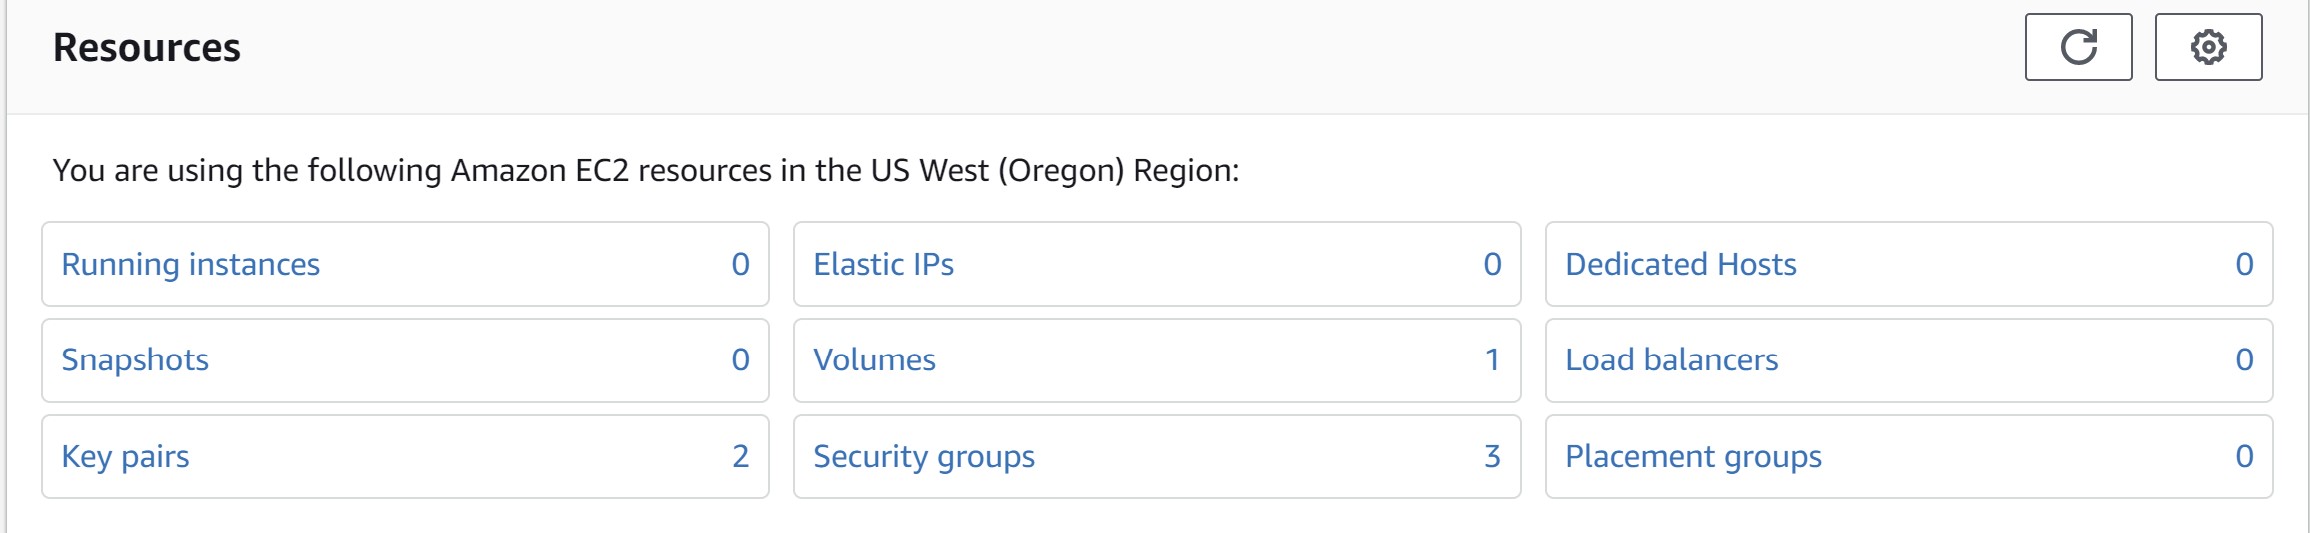 Resources
You are using the following Amazon EC2 resources in the US West (Oregon) Region:
Running instances 0 Elastic IPs 0 Dedicated Hosts 0
Snapshots 0 Volumes 1 Load balancers 0
Key pairs 2 Security groups 3 Placement groups 0